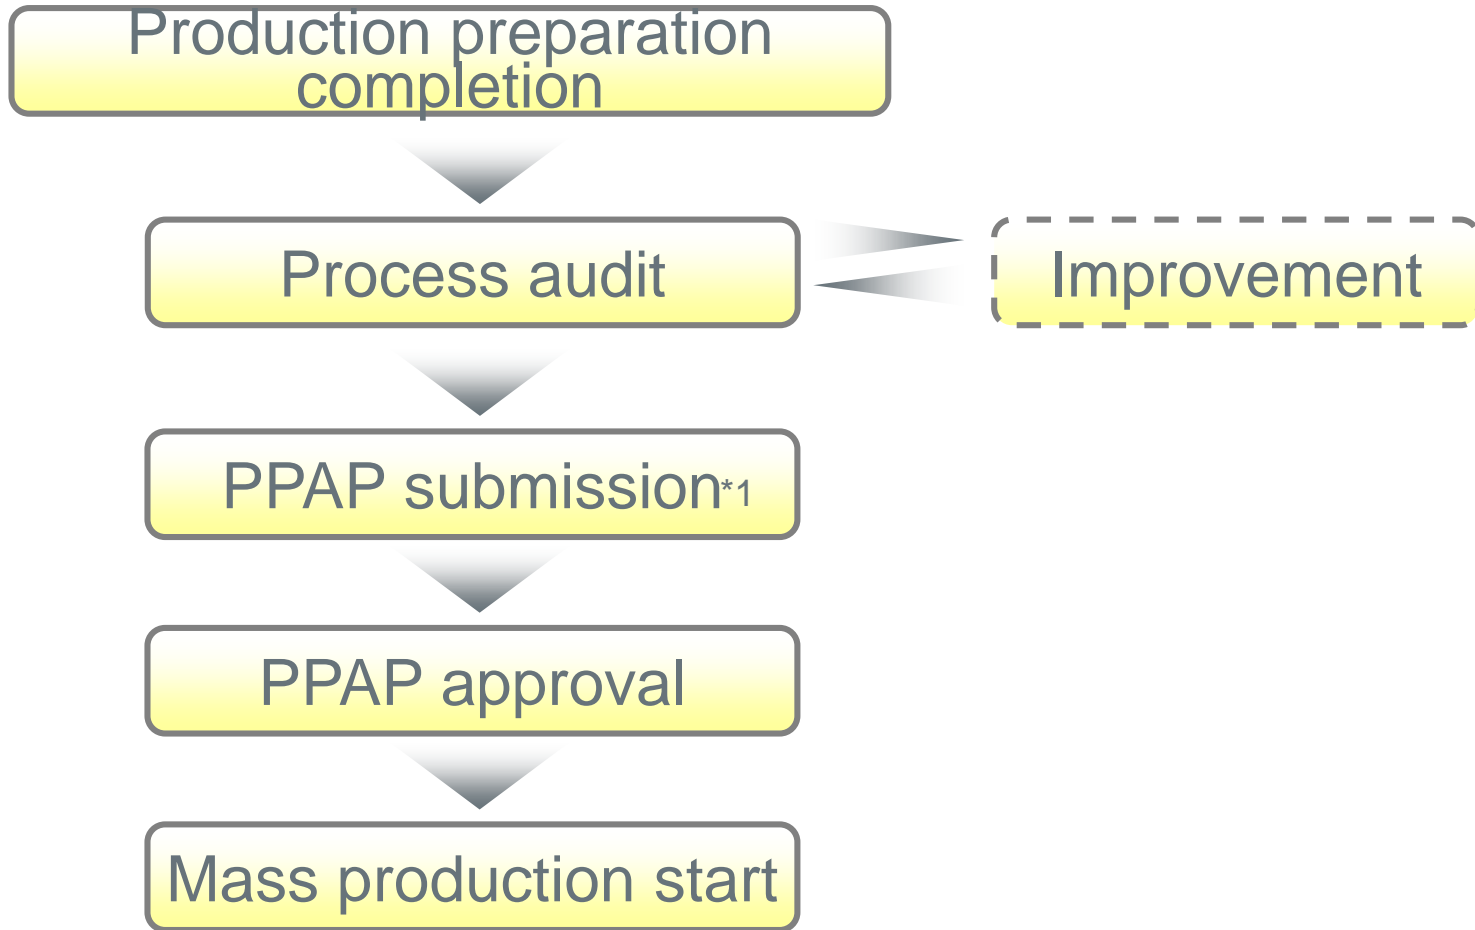 Production preparation
completion
Process audit
Improvement
PPAP submission*1
PPAP approval
Mass production start